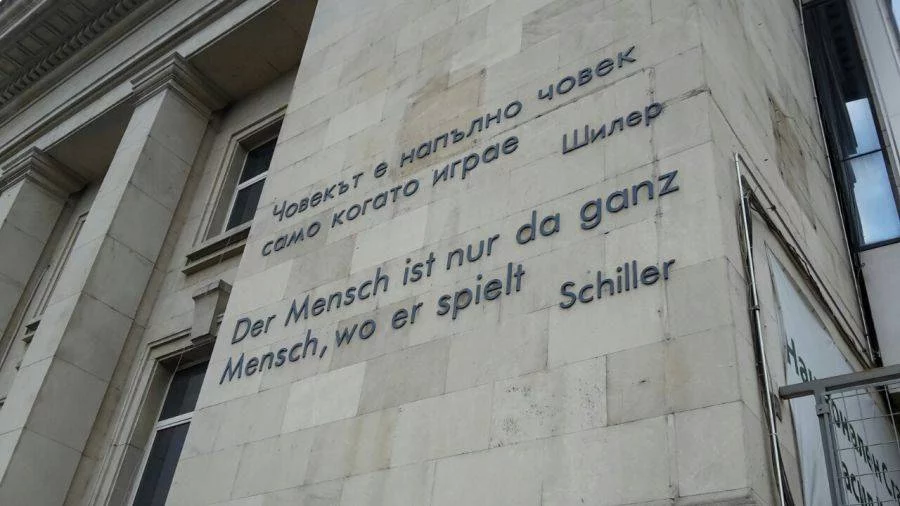 Човекът е напълно човек
само когато играе Шилер
Der Mensch ist nur da ganz
Mensch, wo er spielt Schiller